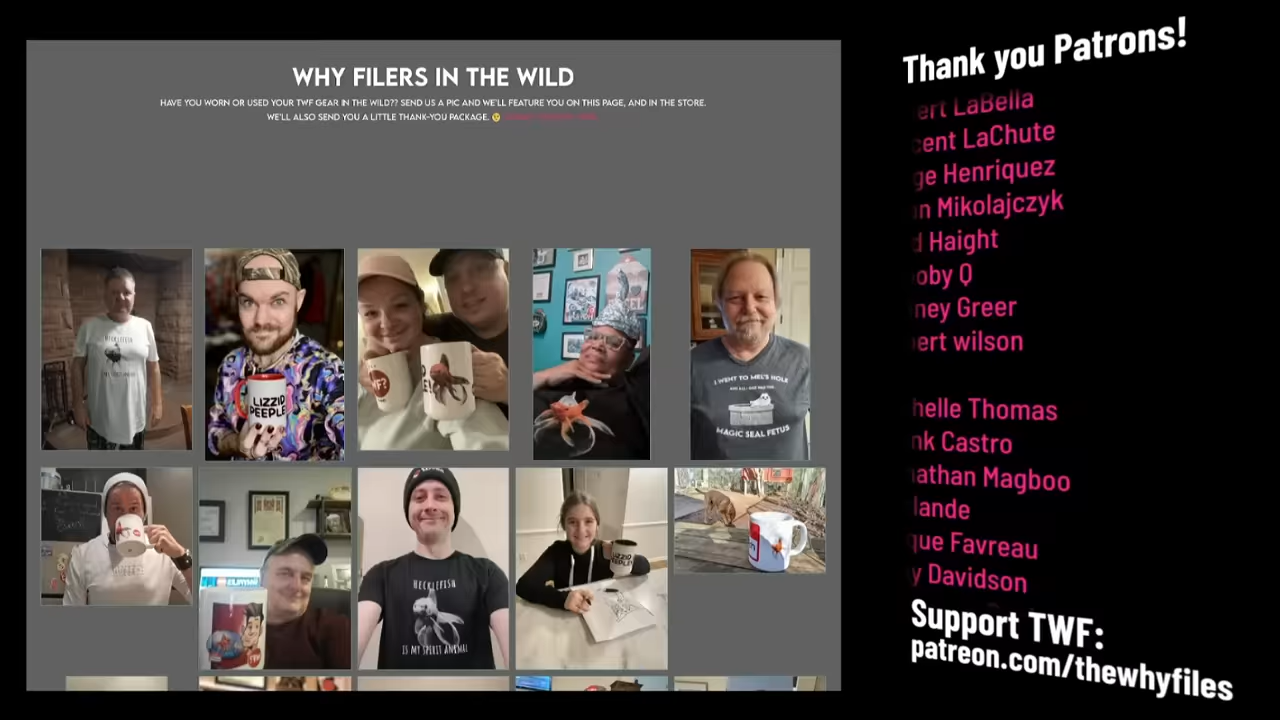 WHY FILERS IN THE WILD
HAVE YOU WORN OR USED YOUR TWF GEAR IN THE WILD?? SEND US A PIC AND WE'LL FEATURE YOU ON THIS PAGE, AND IN THE STORE.
WE'LL ALSO SEND YOU A LITTLE THANK-YOU PACKAGE. 😉
HECKLEFISH
LIZZID
PEEPLE
I WENT TO MEL'S HOLE
MAGIC SEAL FETUS
HECKLEFISH
IS MY SPIRIT ANIMAL
LIZZID
PEEPLE
Thank you Patrons!
ert LaBella
cent LaChute
ge Henriquez
n Mikolajczyk
d Haight
oby Q
ney Greer
ert wilson
helle Thomas
nk Castro
athan Magboo
lande
que Favreau
y Davidson
Support TWF:
patreon.com/thewhyfiles